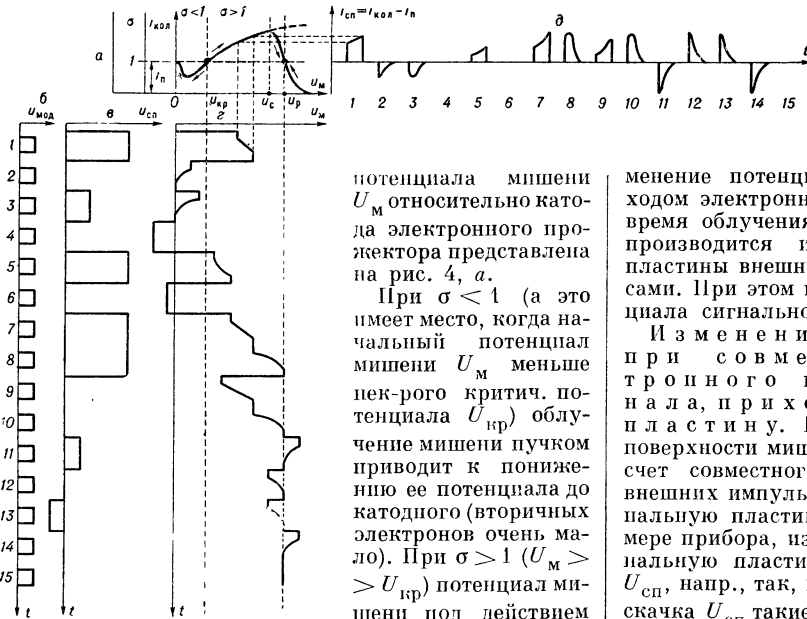 σ i кол σ<1 σ>1 i сп = i кол − i п д
а 1 i п u м t
0 u кр u с u р u м 1 2 3 4 5 6 7 8 9 10 11 12 13 14 15
б в г
u мод u сп
1
2
3
4
5
6
7
8
9
10
11
12
13
14
15
t t t
потенциала мишени
U м относительно като-
да электронного про-
жектора представлена
на рис. 4, а.
При σ < 1 (а это
имеет место, когда на-
чальный потенциал
мишени U м меньше
нек-рого критич. по-
тенциала U кр) облу-
чение мишени пучком
приводит к пониже-
нию ее потенциала до
катодного (вторичных
электронов очень ма-
ло). При σ > 1 (U м >
> U кр) потенциал ми-
шени под действием
менение потенци
ходом электронн
время облучения
производится
пластины внешн
сами. При этом
циала сигнально
Изменени
при совме
тронного
нала, прихо
пластину.
поверхности миш
счет совместного
внешних импуль
нальную пластин
мере прибора, из
нальную пласти
U сп, напр., так,
скачка U сп такие